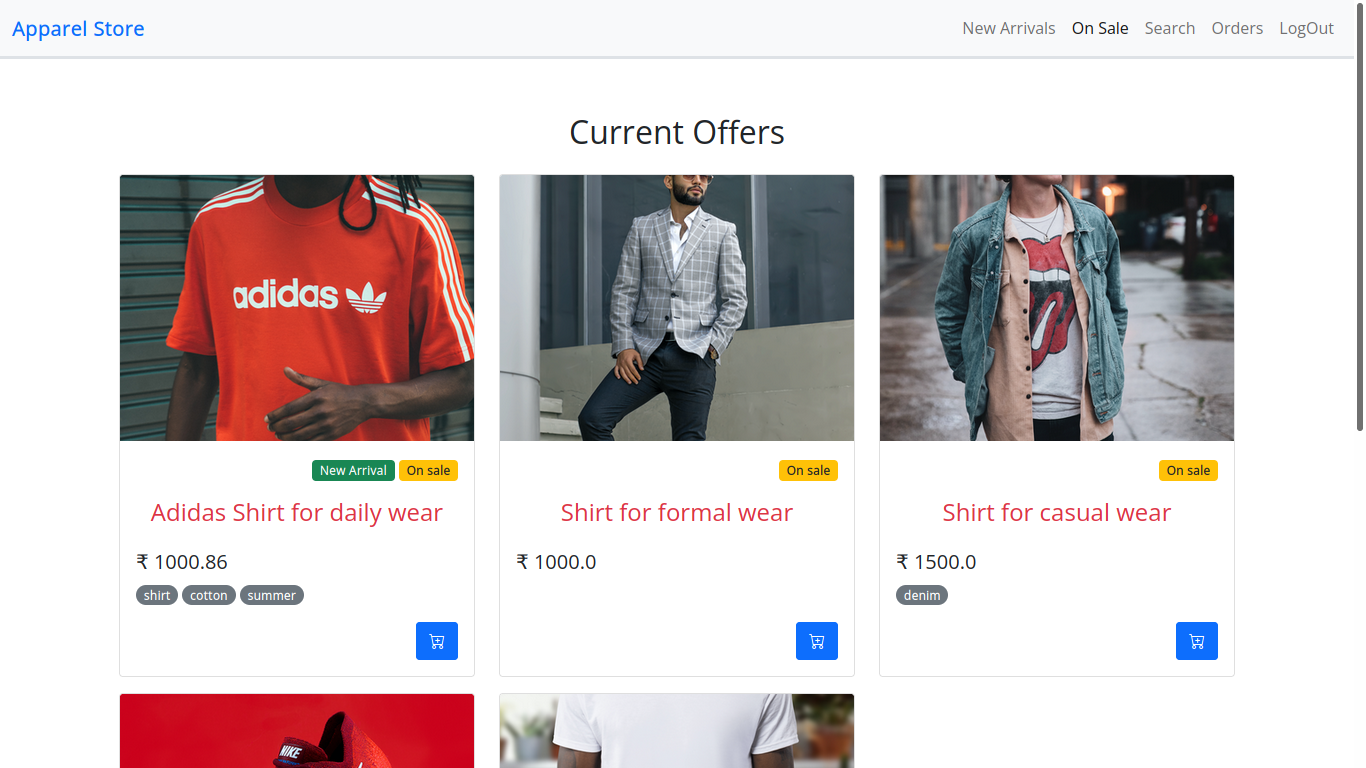 Apparel Store
New Arrivals On Sale Search Orders LogOut
Current Offers
adidas
New Arrival On sale
Adidas Shirt for daily wear
₹ 1000.86
shirt cotton summer
On sale
Shirt for formal wear
₹ 1000.0
On sale
Shirt for casual wear
₹ 1500.0
denim
NIKE